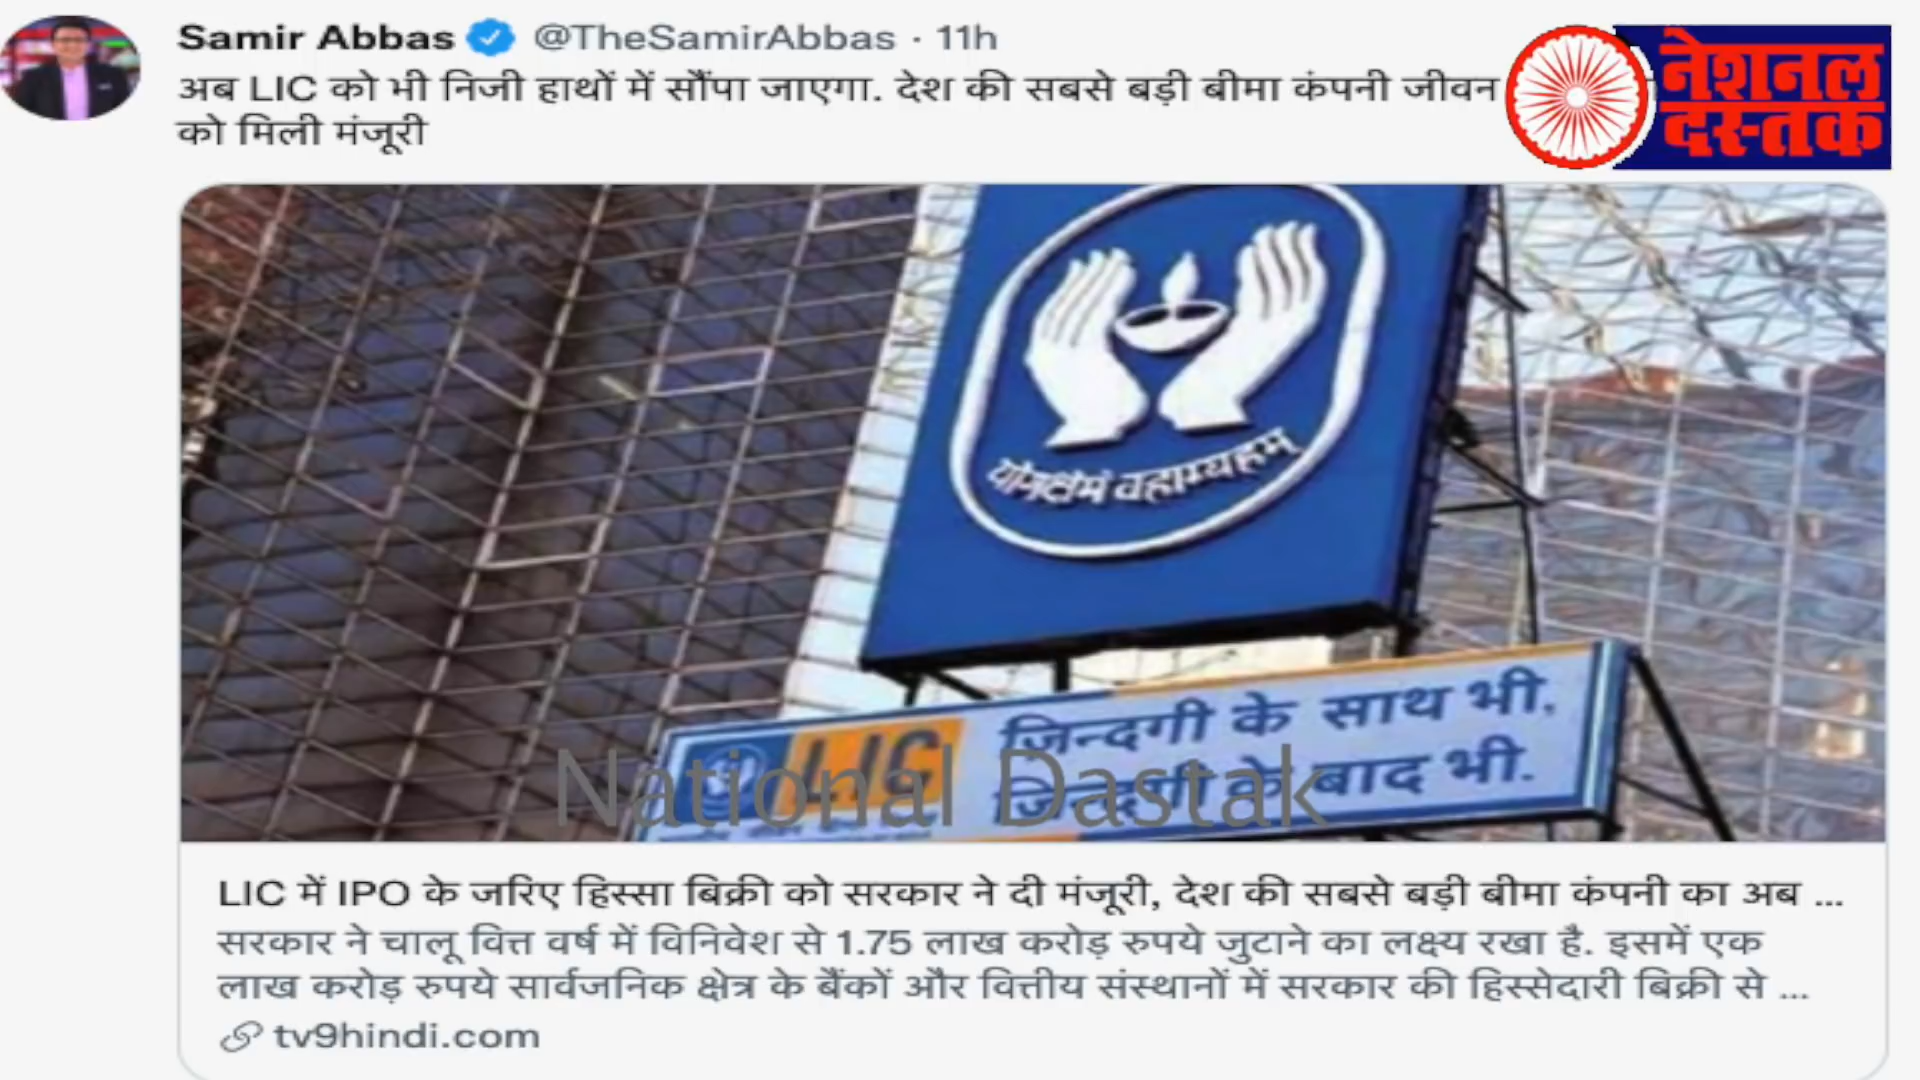 Samir Abbas @TheSamirAbbas · 11h
अब LIC को भी निजी हाथों में सौंपा जाएगा. देश की सबसे बड़ी बीमा कंपनी जीवन
को मिली मंजूरी
नेशनल
दस्तक
योगक्षेमं वहाम्यहम्
LIC
जिन्दगी के साथ भी,
जिन्दगी के बाद भी.
National Dastak
LIC में IPO के जरिए हिस्सा बिक्री को सरकार ने दी मंजूरी, देश की सबसे बड़ी बीमा कंपनी का अब ...
सरकार ने चालू वित्त वर्ष में विनिवेश से 1.75 लाख करोड़ रुपये जुटाने का लक्ष्य रखा है. इसमें एक
लाख करोड़ रुपये सार्वजनिक क्षेत्र के बैंकों और वित्तीय संस्थानों में सरकार की हिस्सेदारी बिक्री से ...
tv9hindi.com